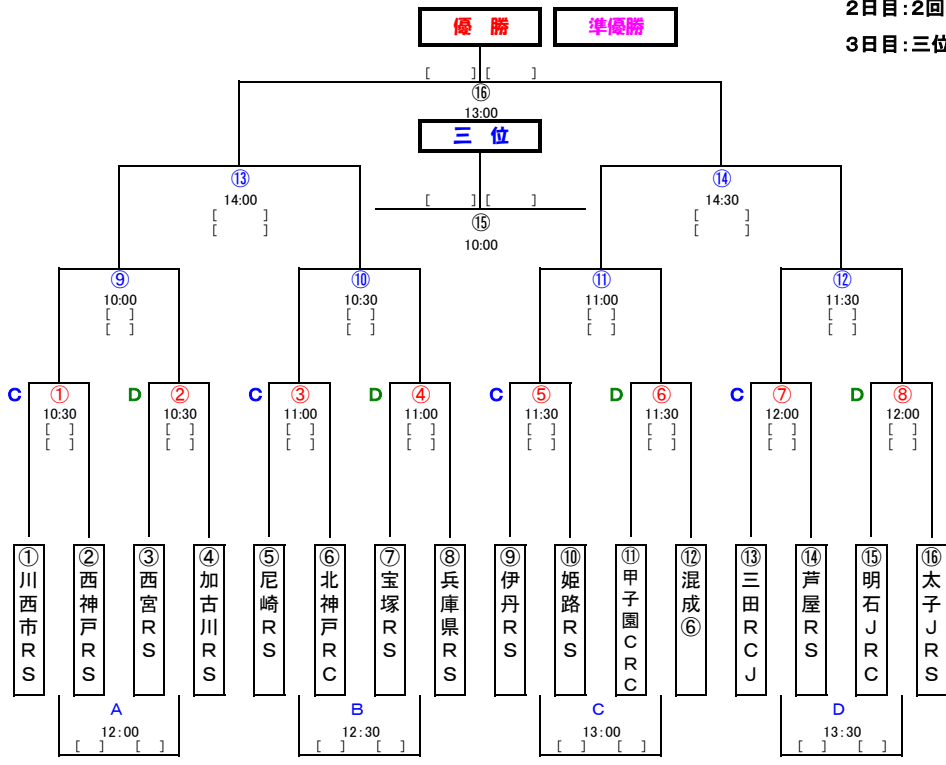 2日目：2回
優　勝
準優勝
3日目：三位
[　　] [　　]
⑯
13:00
三　位
⑬
14:00
[　　]
[　　]
[　　] [　　]
⑮
10:00
⑭
14:30
[　　]
[　　]
⑨
10:00
[　]
[　]
⑩
10:30
[　]
[　]
⑪
11:00
[　]
[　]
⑫
11:30
[　]
[　]
C
①
10:30
[　]
[　]
D
②
10:30
[　]
[　]
C
③
11:00
[　]
[　]
D
④
11:00
[　]
[　]
C
⑤
11:30
[　]
[　]
D
⑥
11:30
[　]
[　]
C
⑦
12:00
[　]
[　]
D
⑧
12:00
[　]
[　]
①川西市RS
②西神戸RS
③西宮RS
④加古川RS
⑤尼崎RS
⑥北神戸RC
⑦宝塚RS
⑧兵庫県RS
⑨伊丹RS
⑩姫路RS
⑪甲子園CRC
⑫混成⑥
⑬三田RCJ
⑭芦屋RS
⑮明石JRC
⑯太子JRS
A
12:00
[　] [　]
B
12:30
[　] [　]
C
13:00
[　] [　]
D
13:30
[　] [　]